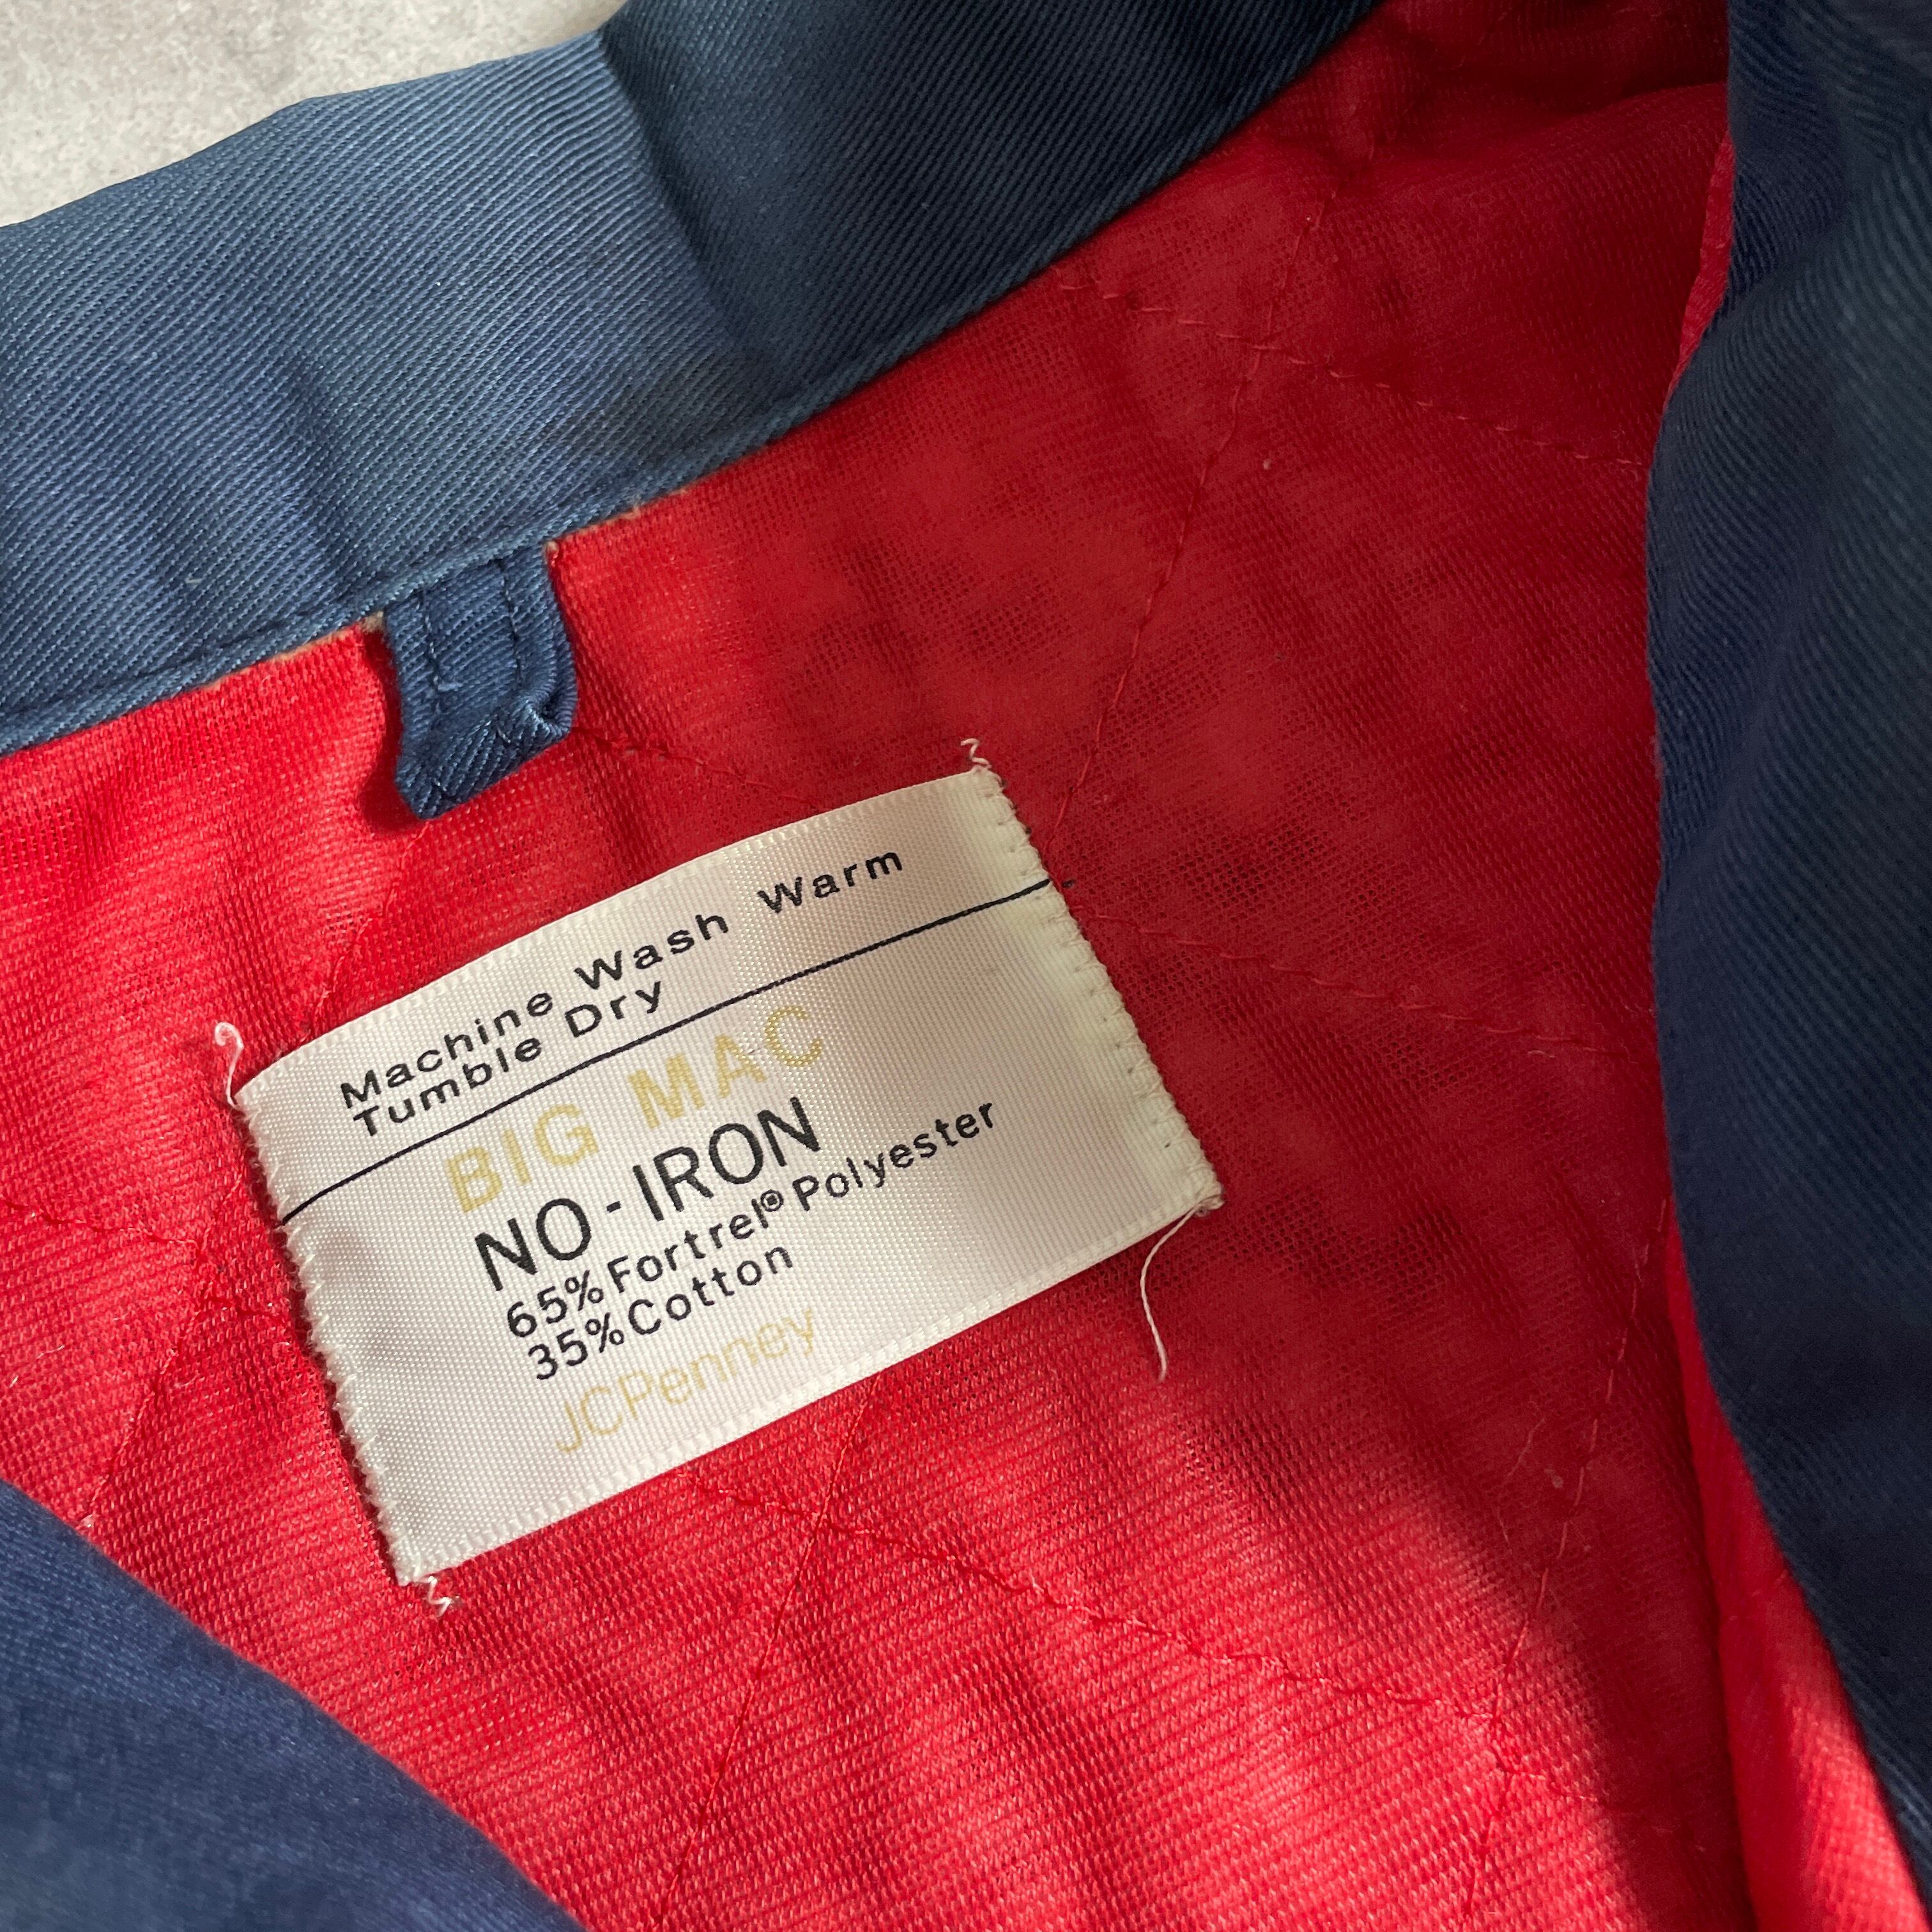 Machine Wash Warm
Tumble Dry
BIG MAC
NO-IRON
65% Fortrel® Polyester
35% Cotton
JCPenney